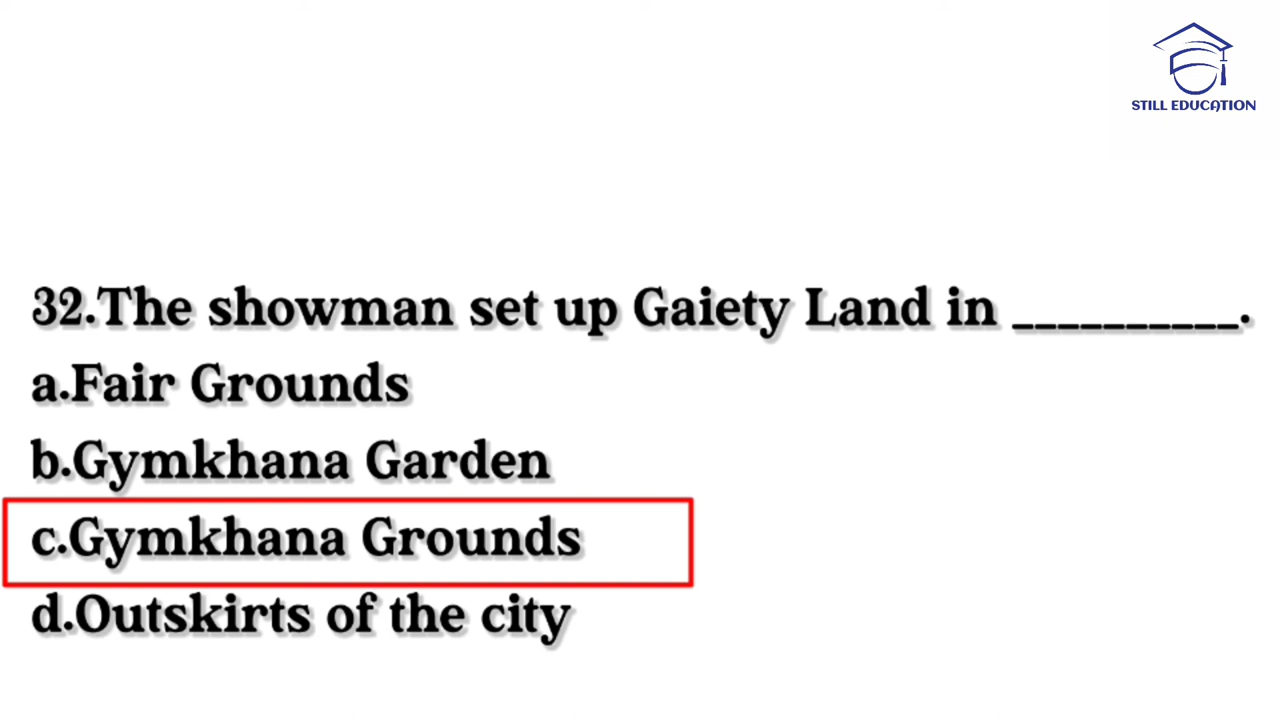 STILL EDUCATION
32.The showman set up Gaiety Land in __________.
a.Fair Grounds
b.Gymkhana Garden
c.Gymkhana Grounds
d.Outskirts of the city